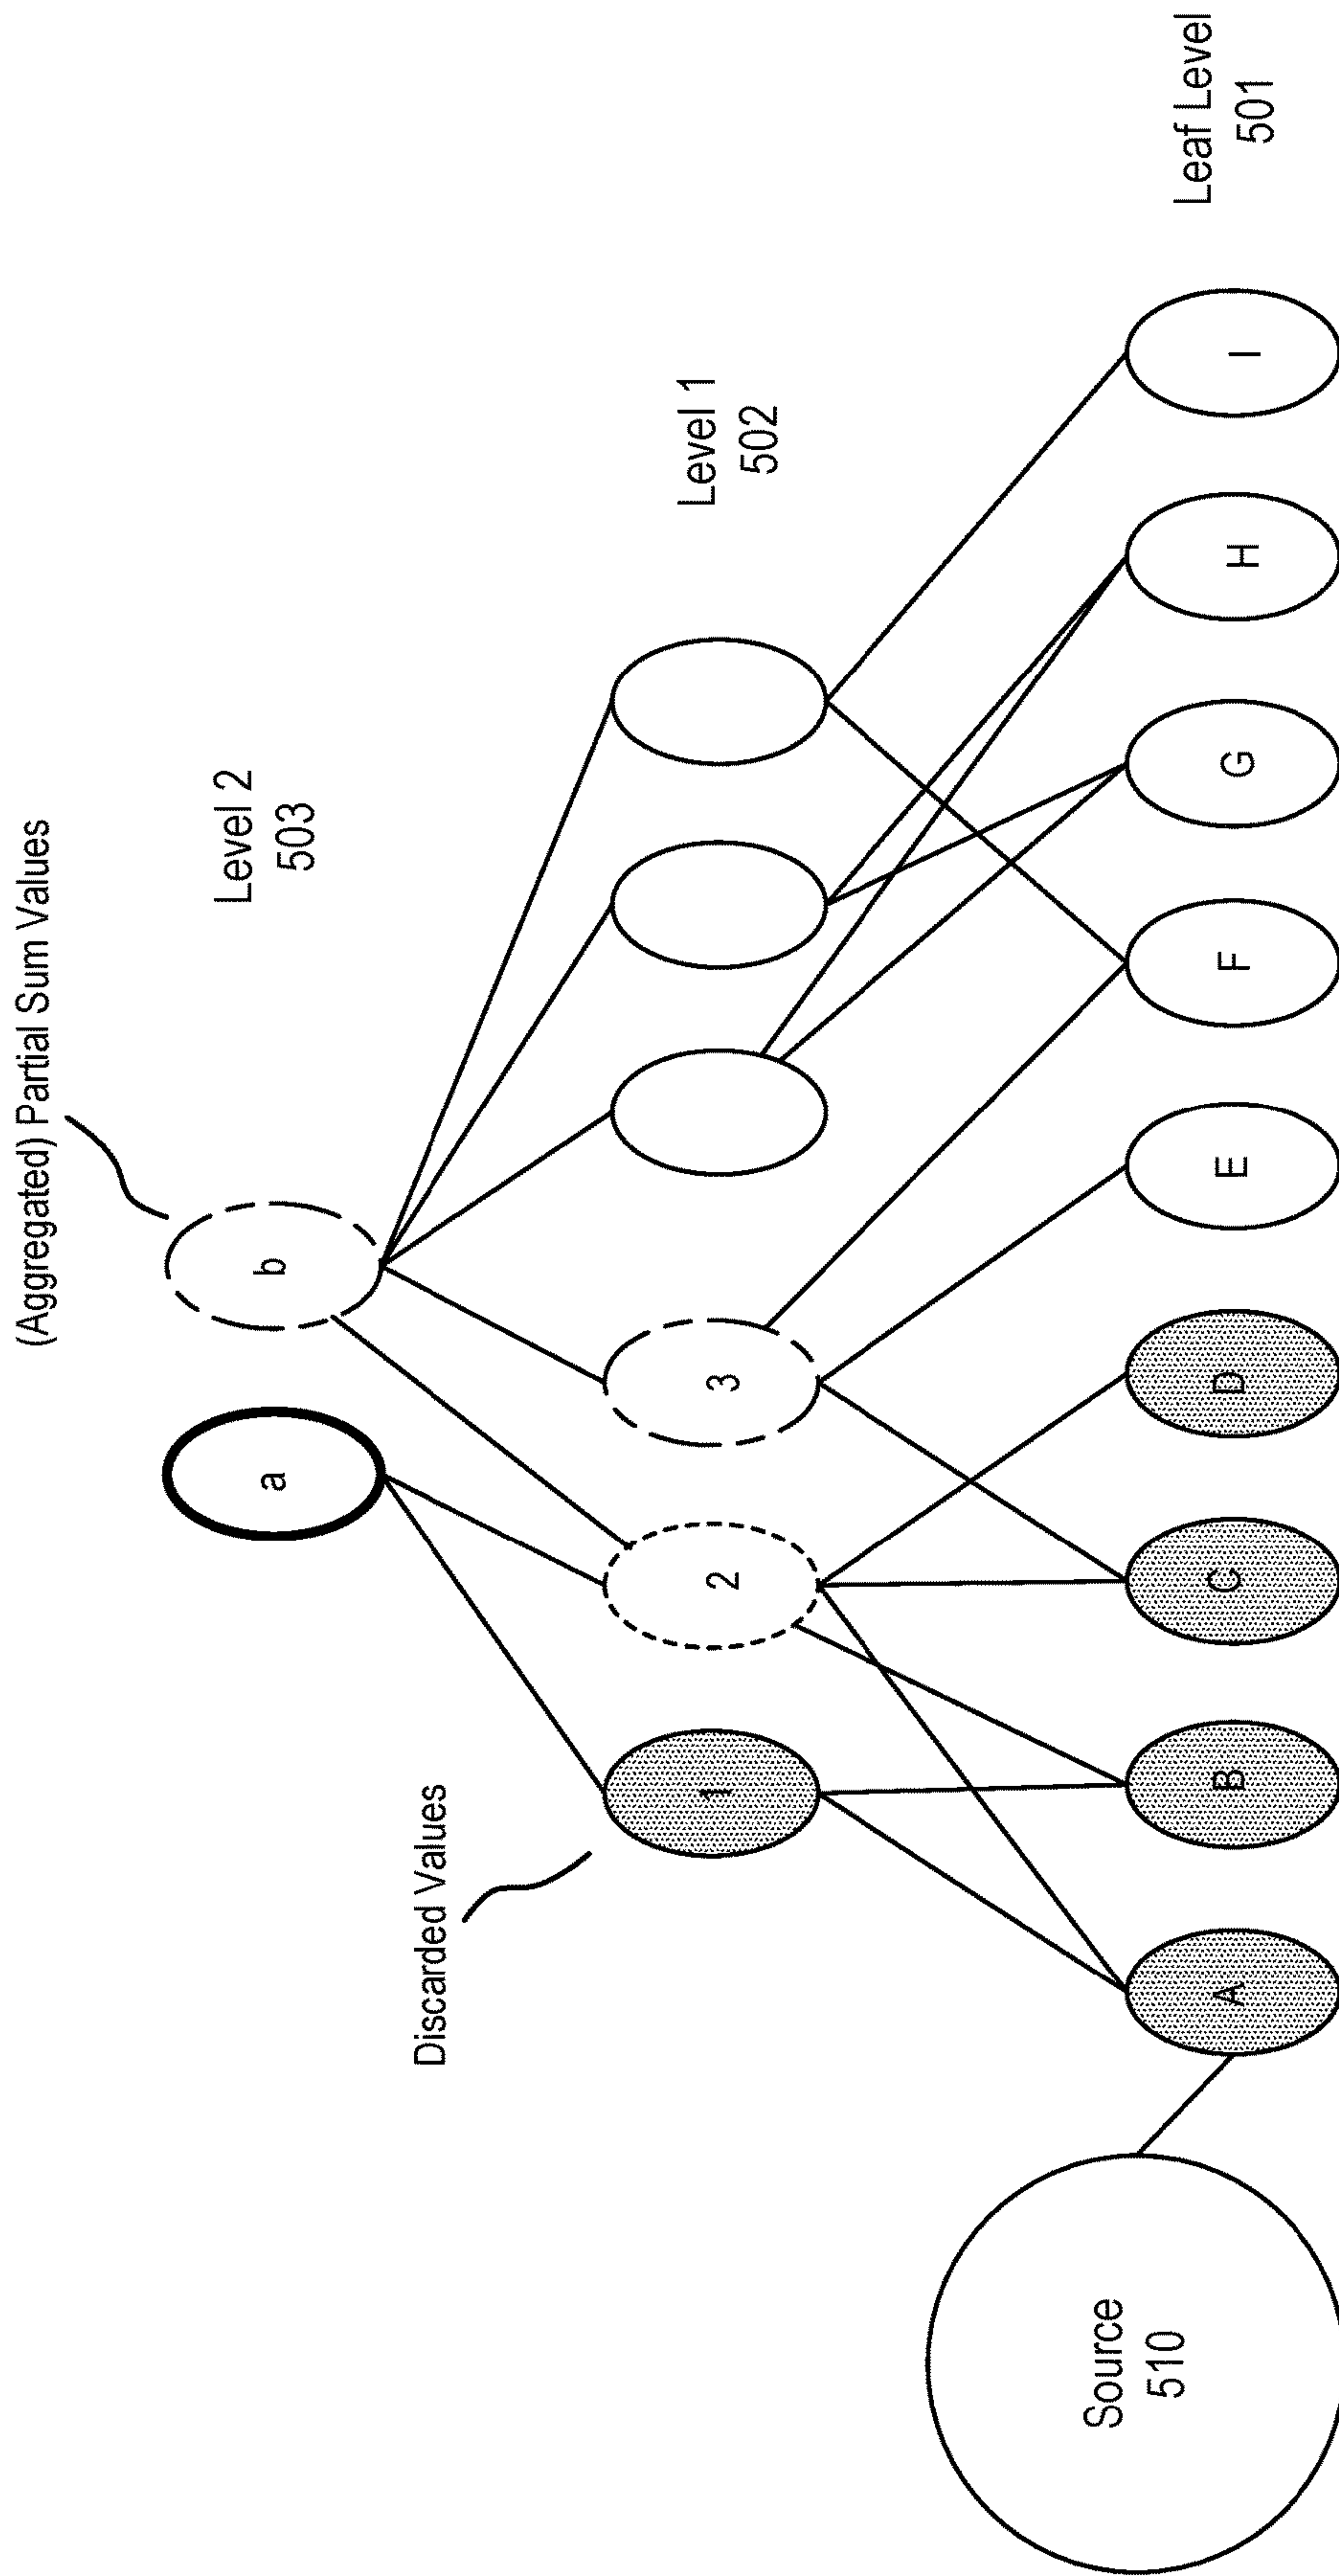 (Aggregated) Partial Sum Values
Level 2
503
a
b
Discarded Values
Level 1
502
1
2
3
Leaf Level
501
Source
510
A
B
C
D
E
F
G
H
I